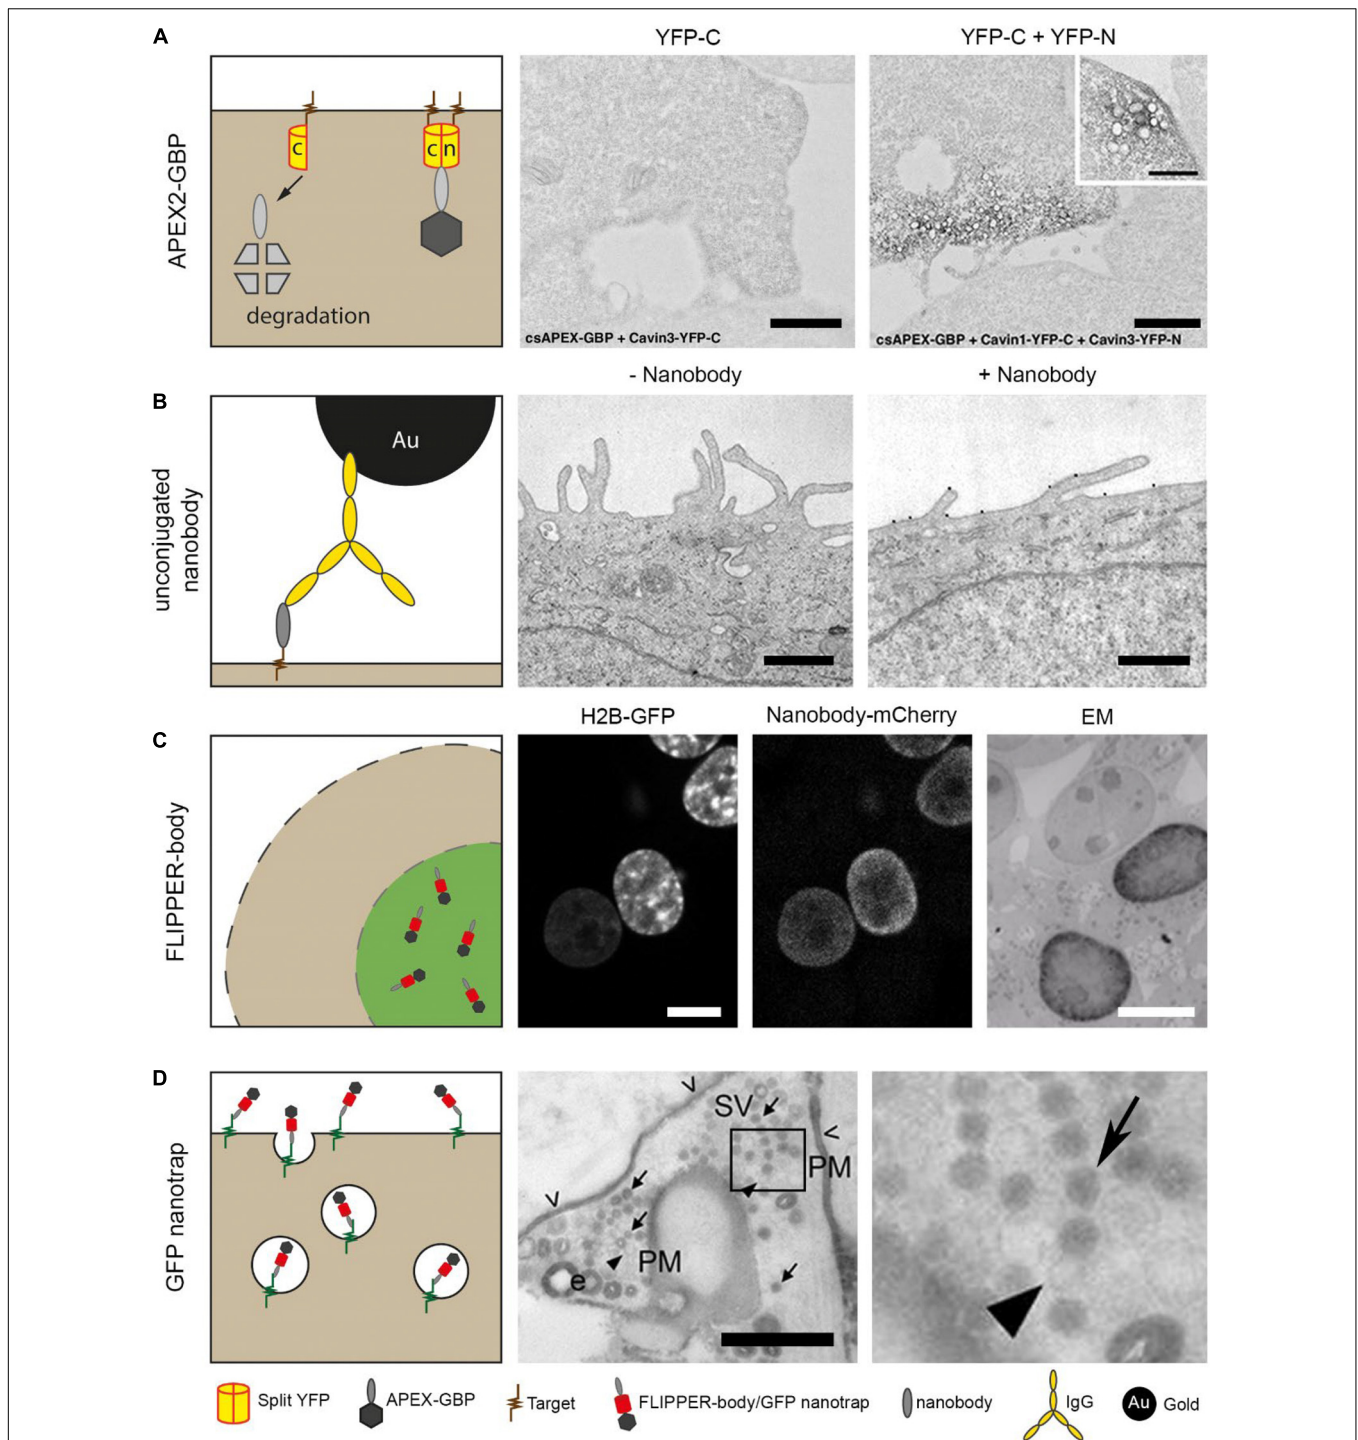 A
YFP-C
YFP-C + YFP-N
APEX2-GBP
c
c n
degradation
csAPEX-GBP + Cavin3-YFP-C
csAPEX-GBP + Cavin1-YFP-C + Cavin3-YFP-N
B
- Nanobody
+ Nanobody
unconjugated
nanobody
Au
C
H2B-GFP
Nanobody-mCherry
EM
FLIPPER-body
D
GFP nanotrap
SV
PM
PM
e
Split YFP
APEX-GBP
Target
FLIPPER-body/GFP nanotrap
nanobody
IgG
Au
Gold